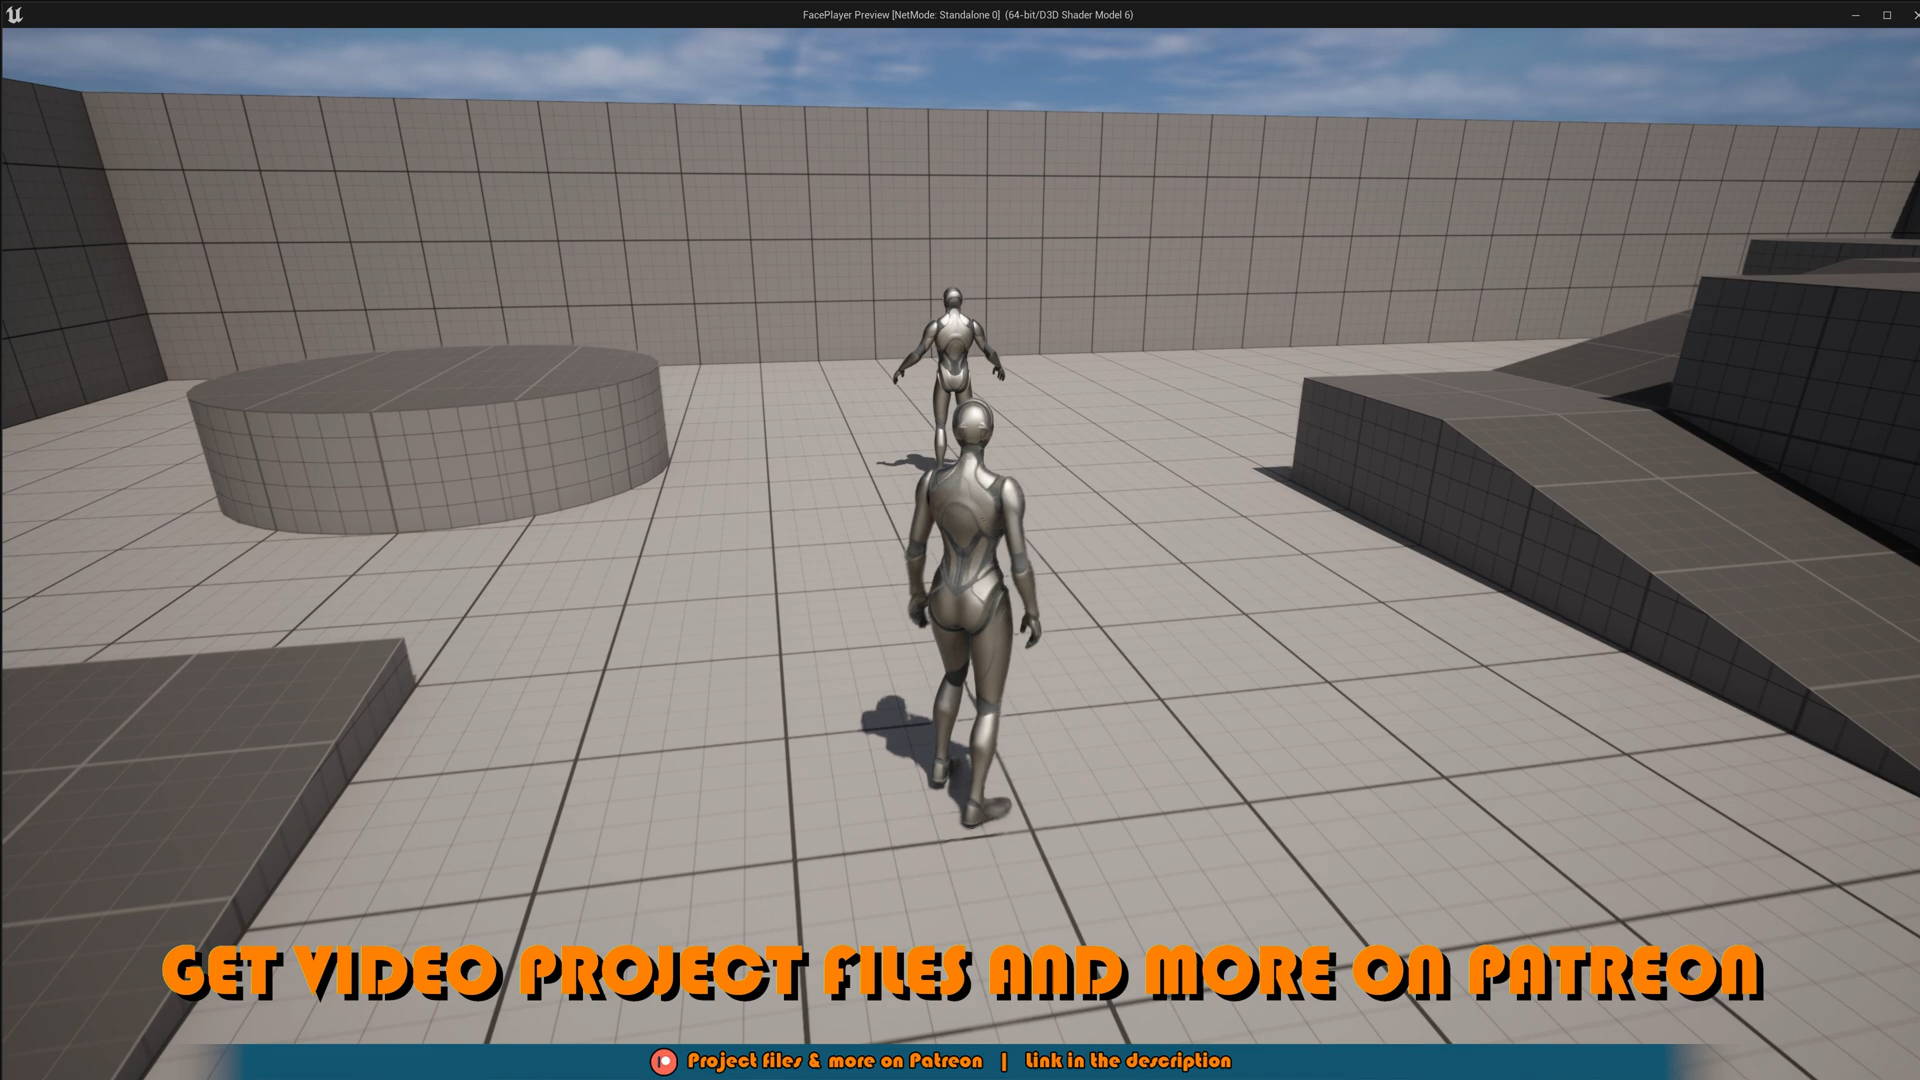 FacePlayer Preview [NetMode: Standalone 0] (64-bit/D3D Shader Model 6)
GET VIDEO PROJECT FILES AND MORE ON PATREON
Project files & more on Patreon | Link in the description